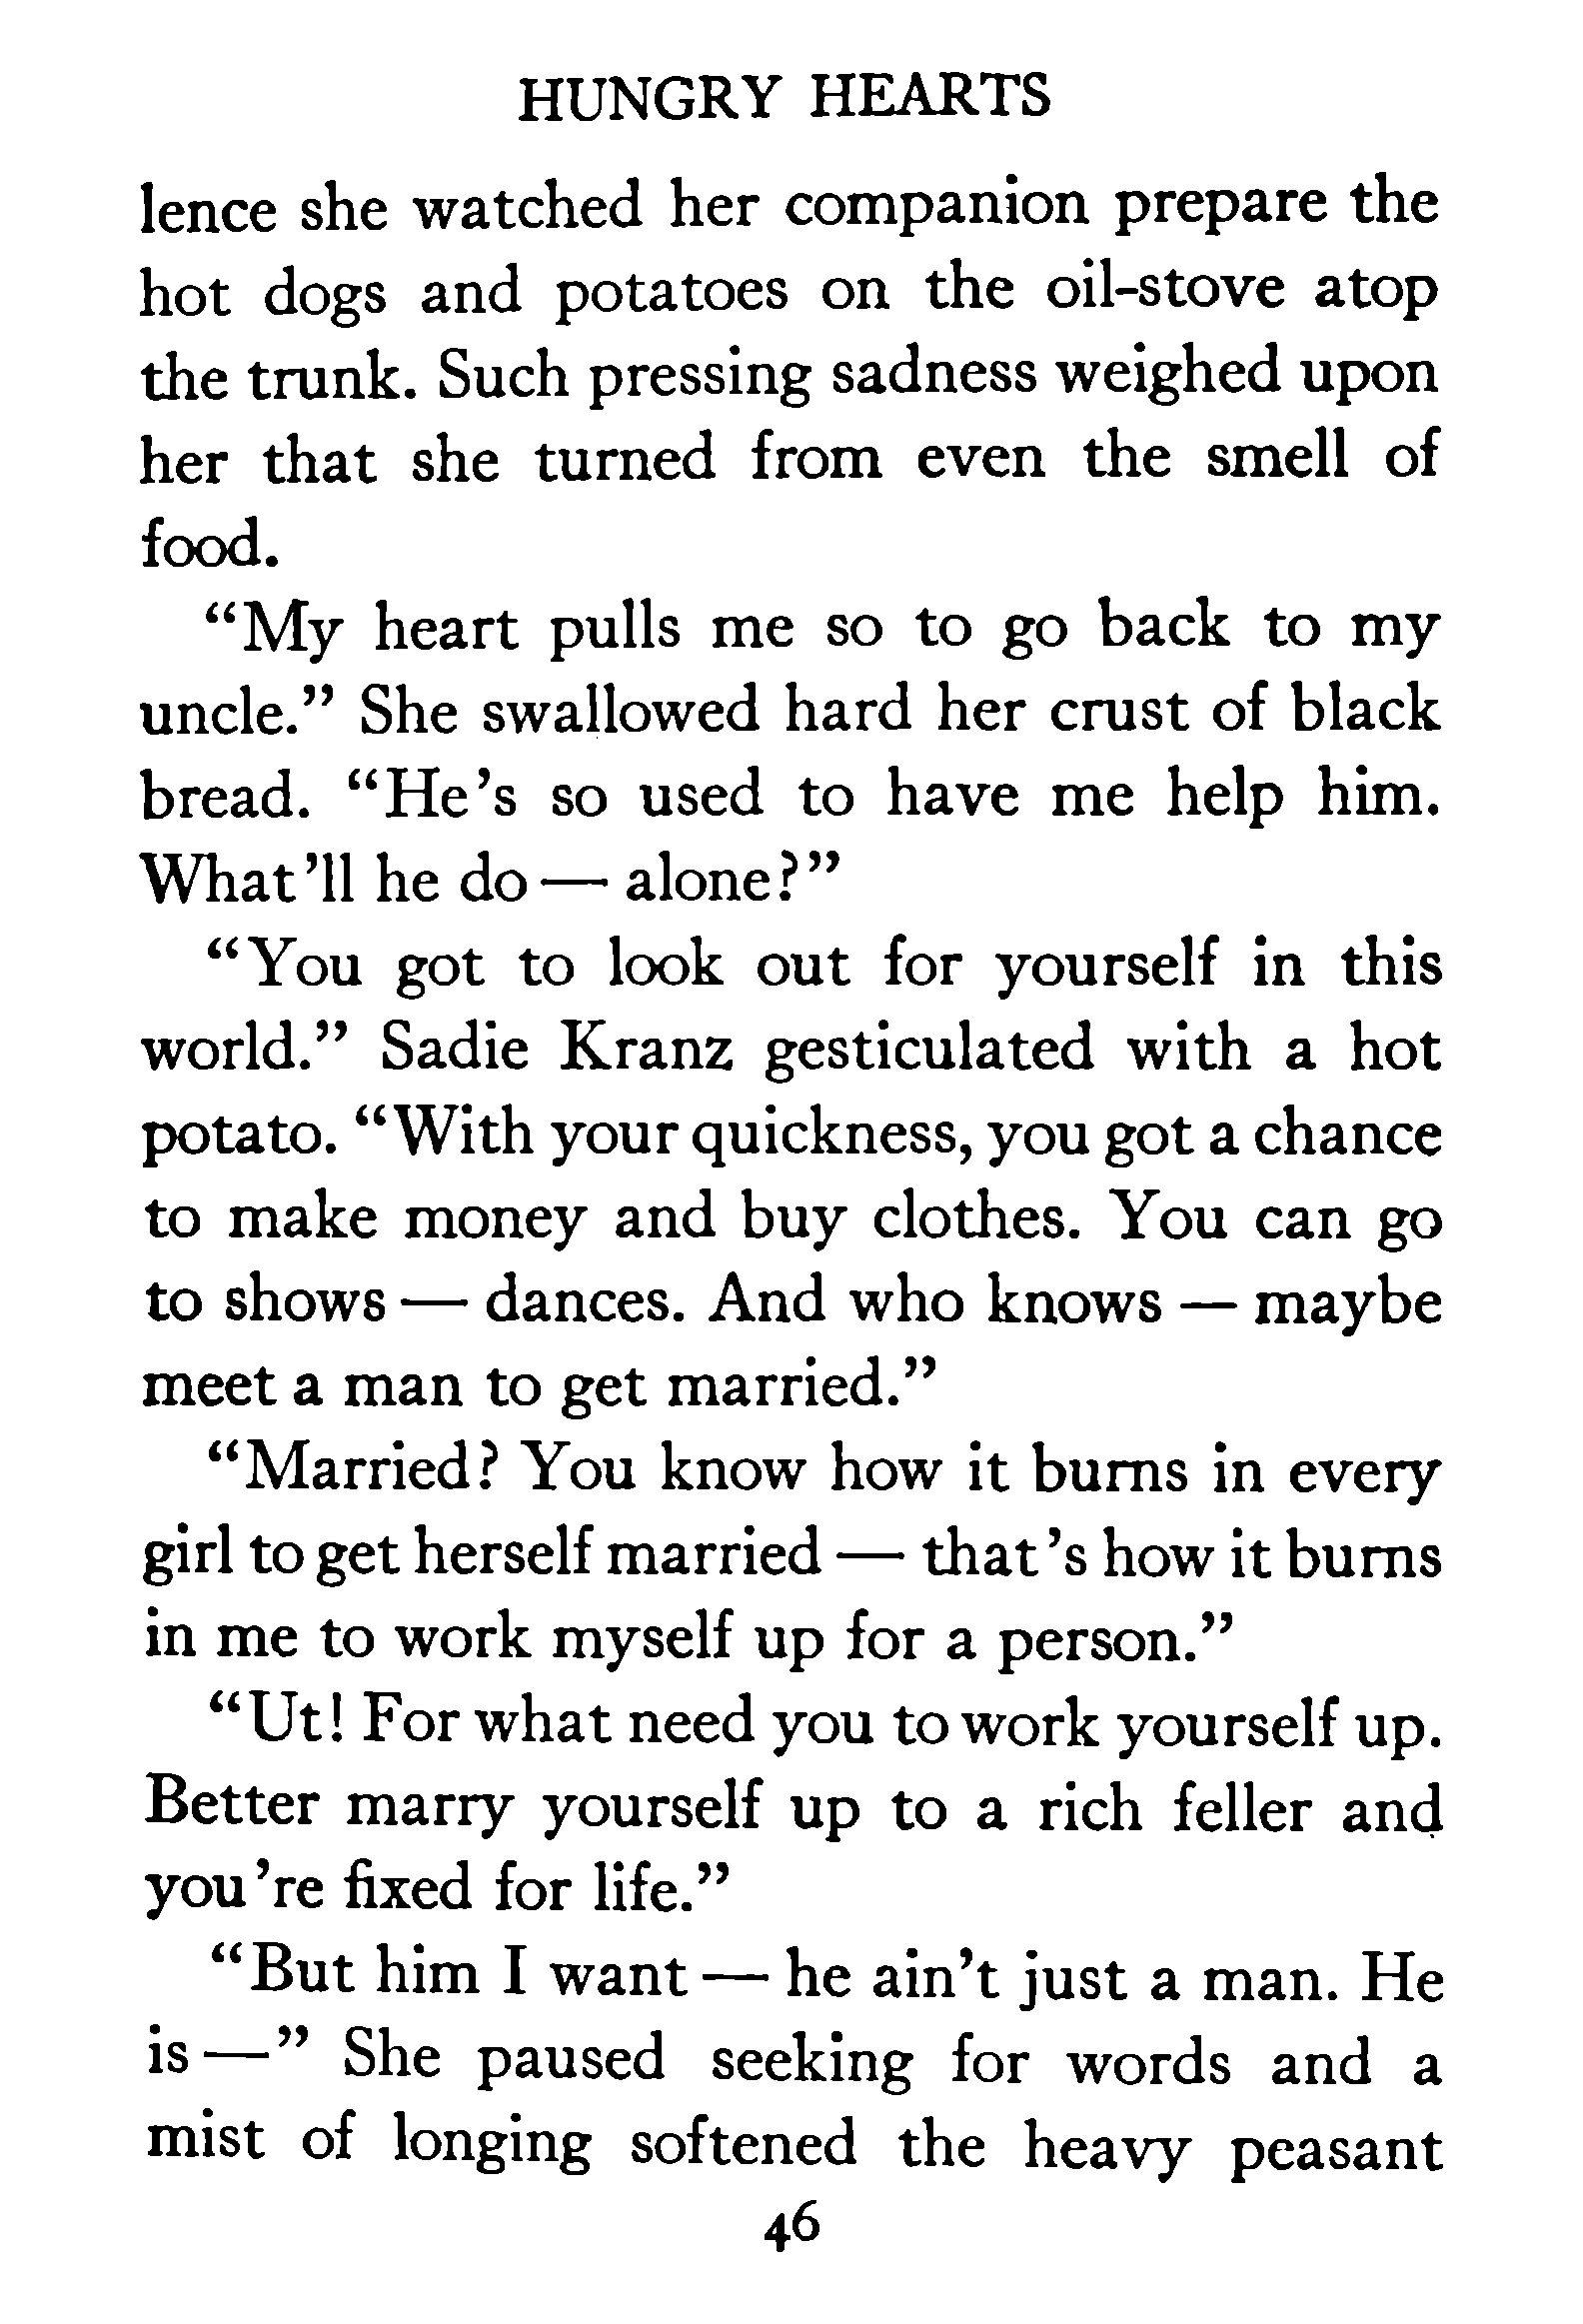 HUNGRY HEARTS
lence she watched her companion prepare the
hot dogs and potatoes on the oil-stove atop
the trunk. Such pressing sadness weighed upon
her that she turned from even the smell of
food.
“My heart pulls me so to go back to my
uncle.” She swallowed hard her crust of black
bread. “He’s so used to have me help him.
What’ll he do — alone?”
“You got to look out for yourself in this
world.” Sadie Kranz gesticulated with a hot
potato. “With your quickness, you got a chance
to make money and buy clothes. You can go
to shows — dances. And who knows — maybe
meet a man to get married.”
“Married? You know how it burns in every
girl to get herself married — that’s how it burns
in me to work myself up for a person.”
“Ut! For what need you to work yourself up.
Better marry yourself up to a rich feller and
you’re fixed for life.”
“But him I want — he ain’t just a man. He
is —” She paused seeking for words and a
mist of longing softened the heavy peasant
46